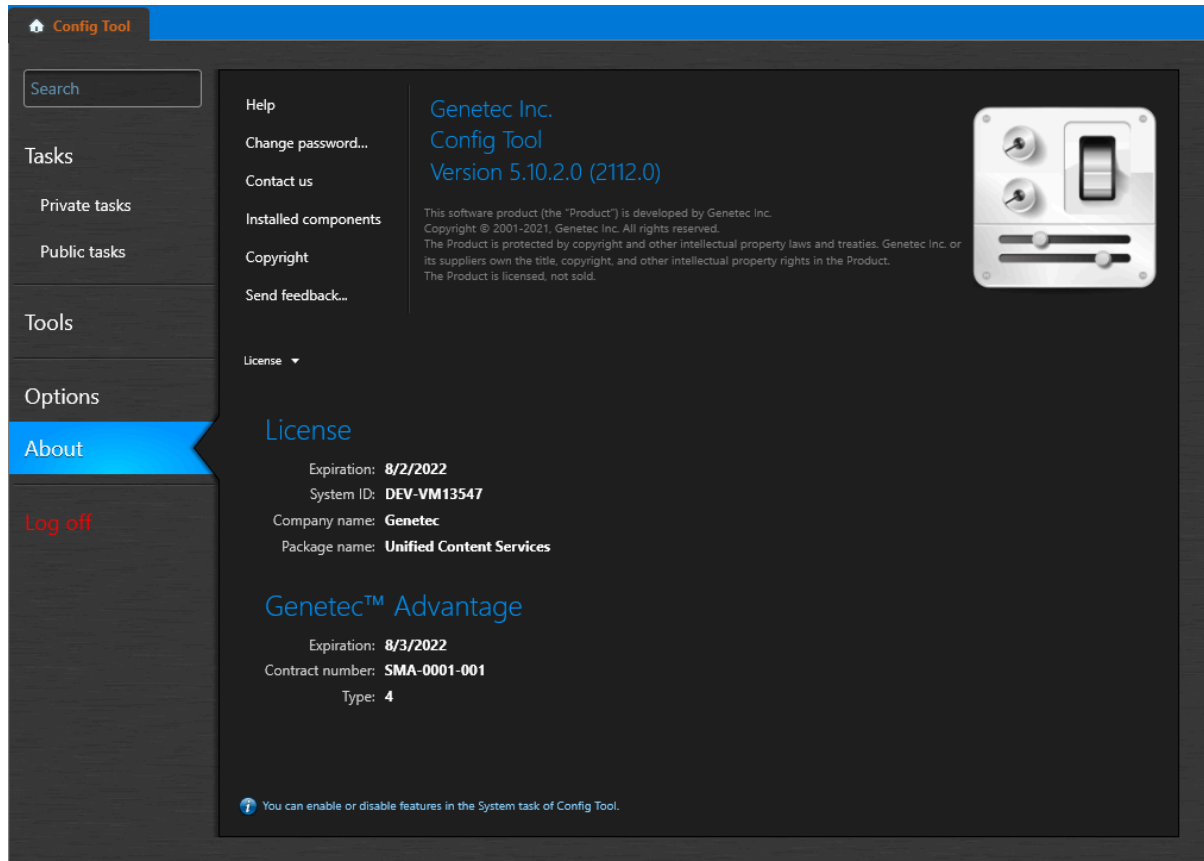 Config Tool
Search
Tasks
Private tasks
Public tasks
Tools
Options
About
Log off
Help
Change password...
Contact us
Installed components
Copyright
Send feedback...
Genetec Inc.
Config Tool
Version 5.10.2.0 (2112.0)
This software product (the "Product") is developed by Genetec Inc.
Copyright © 2001-2021, Genetec Inc. All rights reserved.
The Product is protected by copyright and other intellectual property laws and treaties. Genetec Inc. or
its suppliers own the title, copyright, and other intellectual property rights in the Product.
The Product is licensed, not sold.
License
License
Expiration: 8/2/2022
System ID: DEV-VM13547
Company name: Genetec
Package name: Unified Content Services
Genetec™ Advantage
Expiration: 8/3/2022
Contract number: SMA-0001-001
Type: 4
You can enable or disable features in the System task of Config Tool.